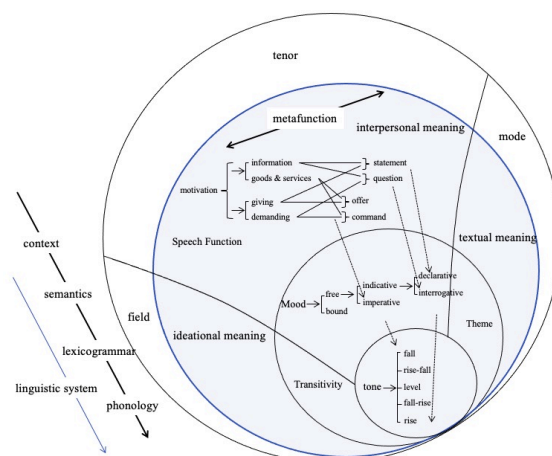 tenor
metafunction
interpersonal meaning
mode
information
statement
motivation
goods & services
question
giving
offer
demanding
command
Speech Function
textual meaning
context
semantics
declarative
free
indicative
Mood
interrogative
bound
imperative
field
ideational meaning
Theme
lexicogrammar
fall
rise-fall
linguistic system
Transitivity
tone
level
phonology
fall-rise
rise